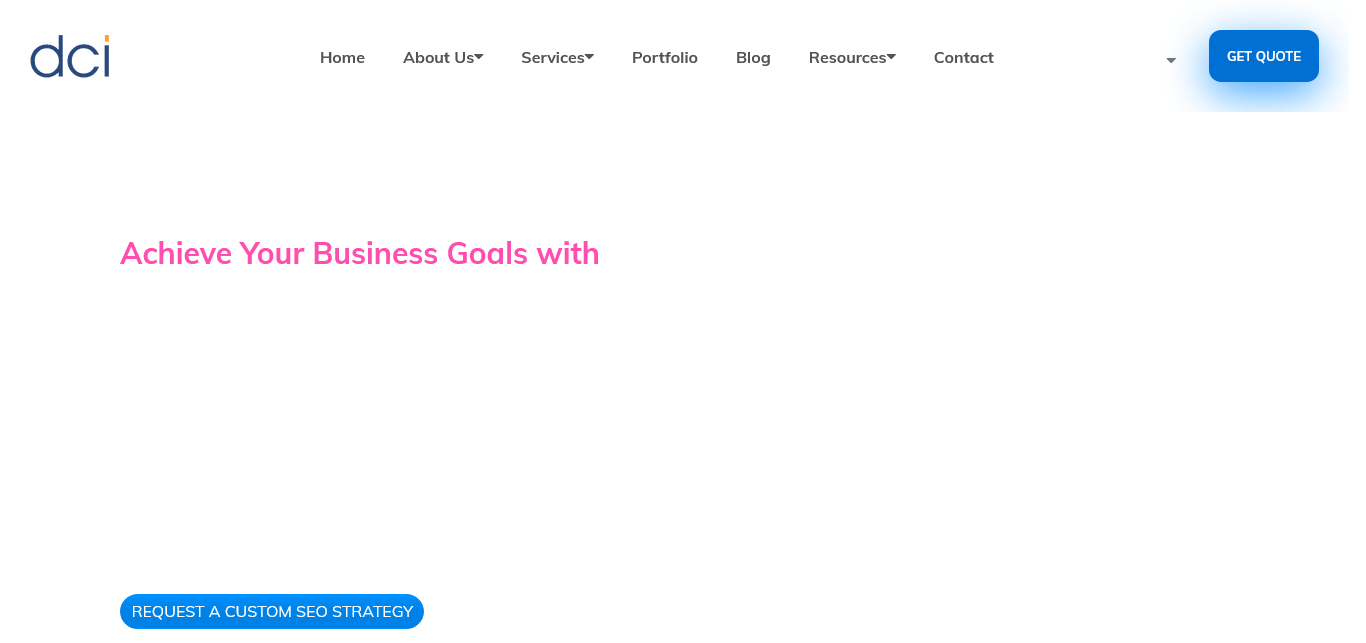 dci
Home
About Us
Services
Portfolio
Blog
Resources
Contact
GET QUOTE
Achieve Your Business Goals with
REQUEST A CUSTOM SEO STRATEGY